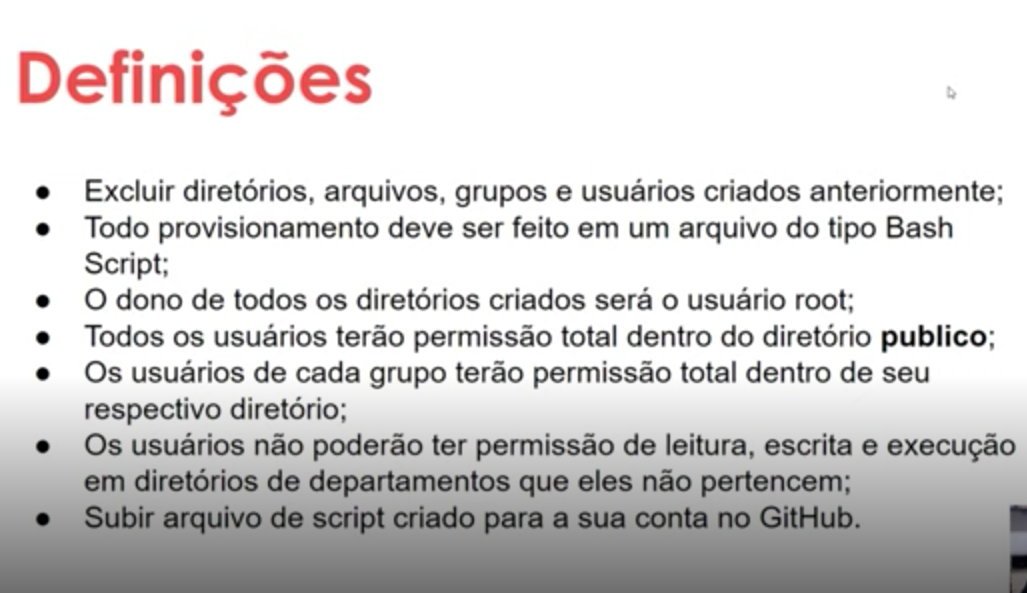 Definições
● Excluir diretórios, arquivos, grupos e usuários criados anteriormente;
● Todo provisionamento deve ser feito em um arquivo do tipo Bash
Script;
● O dono de todos os diretórios criados será o usuário root;
● Todos os usuários terão permissão total dentro do diretório publico;
● Os usuários de cada grupo terão permissão total dentro de seu
respectivo diretório;
● Os usuários não poderão ter permissão de leitura, escrita e execução
em diretórios de departamentos que eles não pertencem;
● Subir arquivo de script criado para a sua conta no GitHub.